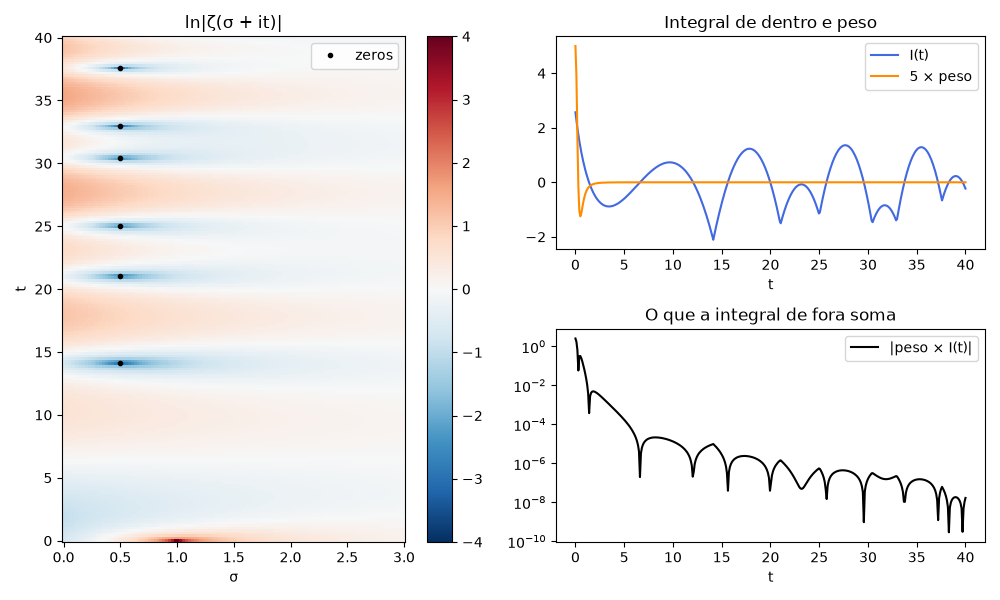 ln|ζ(σ + it)|
zeros
40
35
30
25
20
15
10
5
0
t
0.0 0.5 1.0 1.5 2.0 2.5 3.0
σ
4
3
2
1
0
−1
−2
−3
−4
Integral de dentro e peso
I(t)
5 × peso
4
2
0
−2
0 5 10 15 20 25 30 35 40
t
O que a integral de fora soma
|peso × I(t)|
10⁰
10⁻²
10⁻⁴
10⁻⁶
10⁻⁸
10⁻¹⁰
0 5 10 15 20 25 30 35 40
t